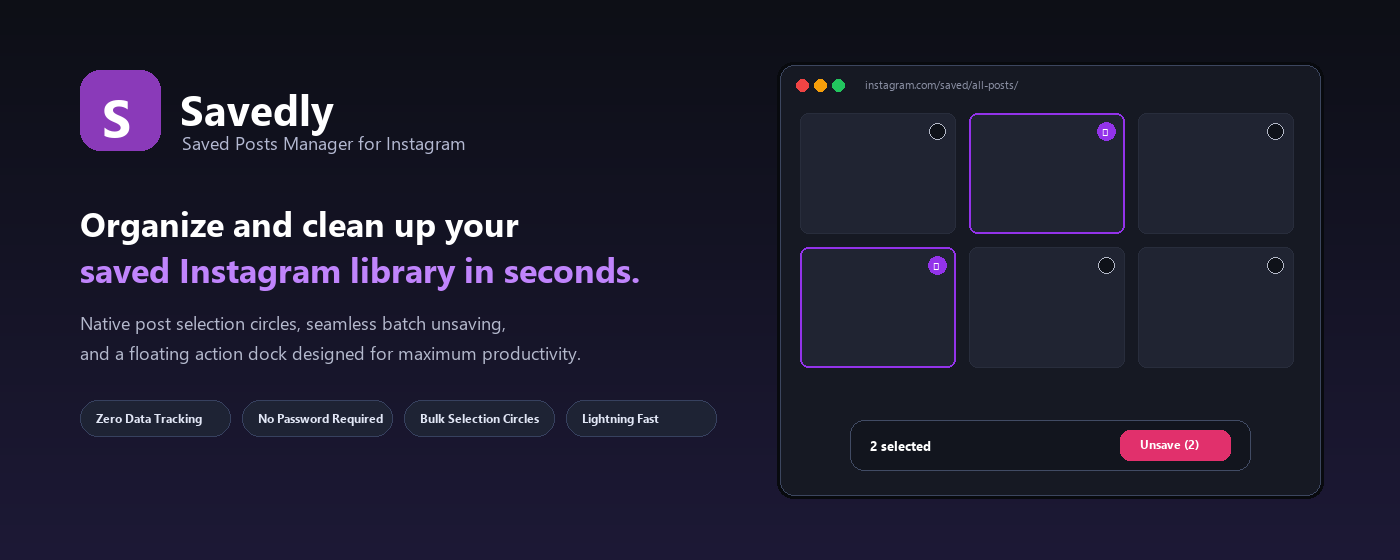 S
Savedly
Saved Posts Manager for Instagram
Organize and clean up your
saved Instagram library in seconds.
Native post selection circles, seamless batch unsaving,
and a floating action dock designed for maximum productivity.
Zero Data Tracking
No Password Required
Bulk Selection Circles
Lightning Fast
instagram.com/saved/all-posts/
2 selected
Unsave (2)